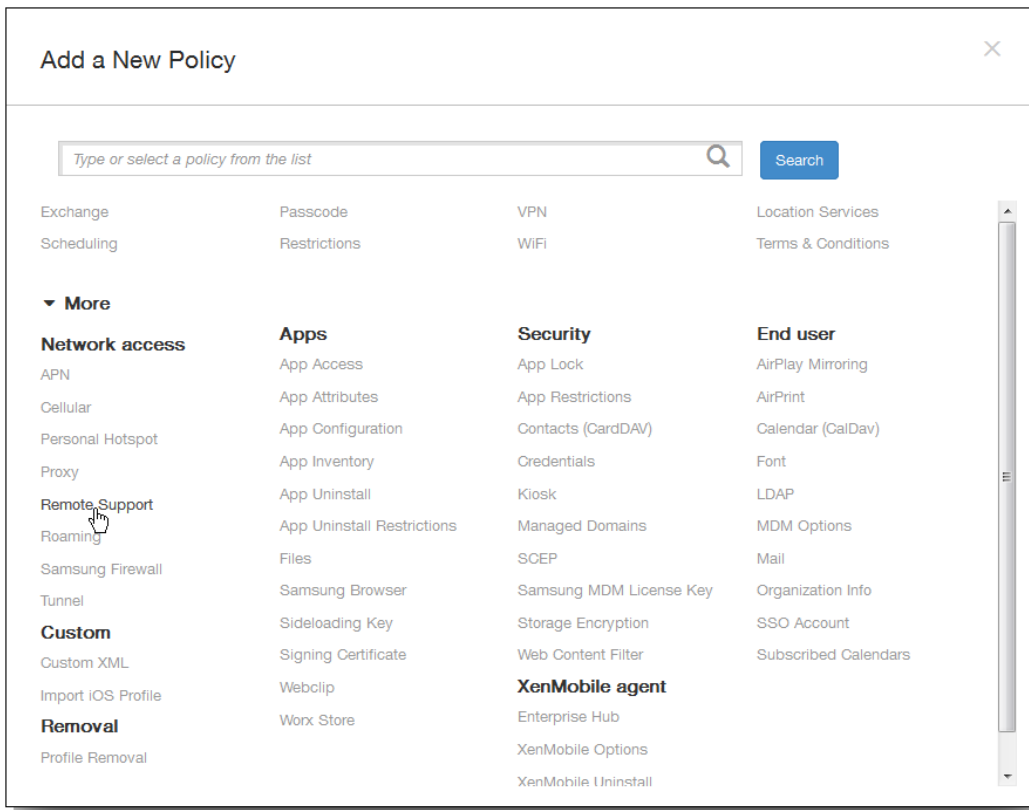 Add a New Policy
Type or select a policy from the list
Search
Exchange
Passcode
VPN
Location Services
Scheduling
Restrictions
WiFi
Terms & Conditions
More
Network access
APN
Cellular
Personal Hotspot
Proxy
Remote Support
Roaming
Samsung Firewall
Tunnel
Custom
Custom XML
Import iOS Profile
Removal
Profile Removal
Apps
App Access
App Attributes
App Configuration
App Inventory
App Uninstall
App Uninstall Restrictions
Files
Samsung Browser
Sideloading Key
Signing Certificate
Webclip
Worx Store
Security
App Lock
App Restrictions
Contacts (CardDAV)
Credentials
Kiosk
Managed Domains
SCEP
Samsung MDM License Key
Storage Encryption
Web Content Filter
XenMobile agent
Enterprise Hub
XenMobile Options
XenMobile Uninstall
End user
AirPlay Mirroring
AirPrint
Calendar (CalDav)
Font
LDAP
MDM Options
Mail
Organization Info
SSO Account
Subscribed Calendars